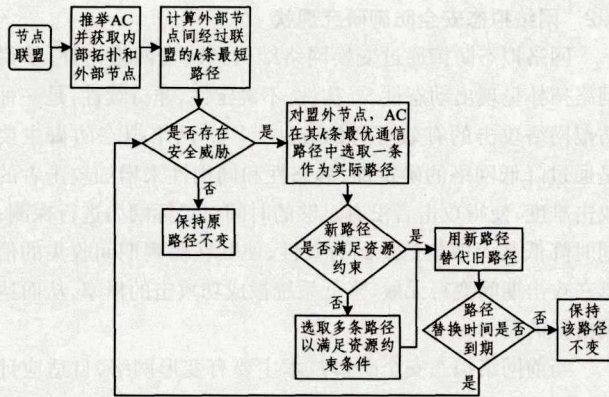 节点
联盟
推举AC
并获取内
部拓扑和
外部节点
计算外部节
点间经过联
盟的k条最短
路径
是否存在
安全威胁
是
否
保持原
路径不变
对盟外节点，AC
在其k条最优通信
路径中选取一条
作为实际路径
新路径
是否满足资源
约束
是
否
选取多条路径
以满足资源约
束条件
用新路径
替代旧路径
路径
替换时间是否
到期
否
是
保持
该路径
不变